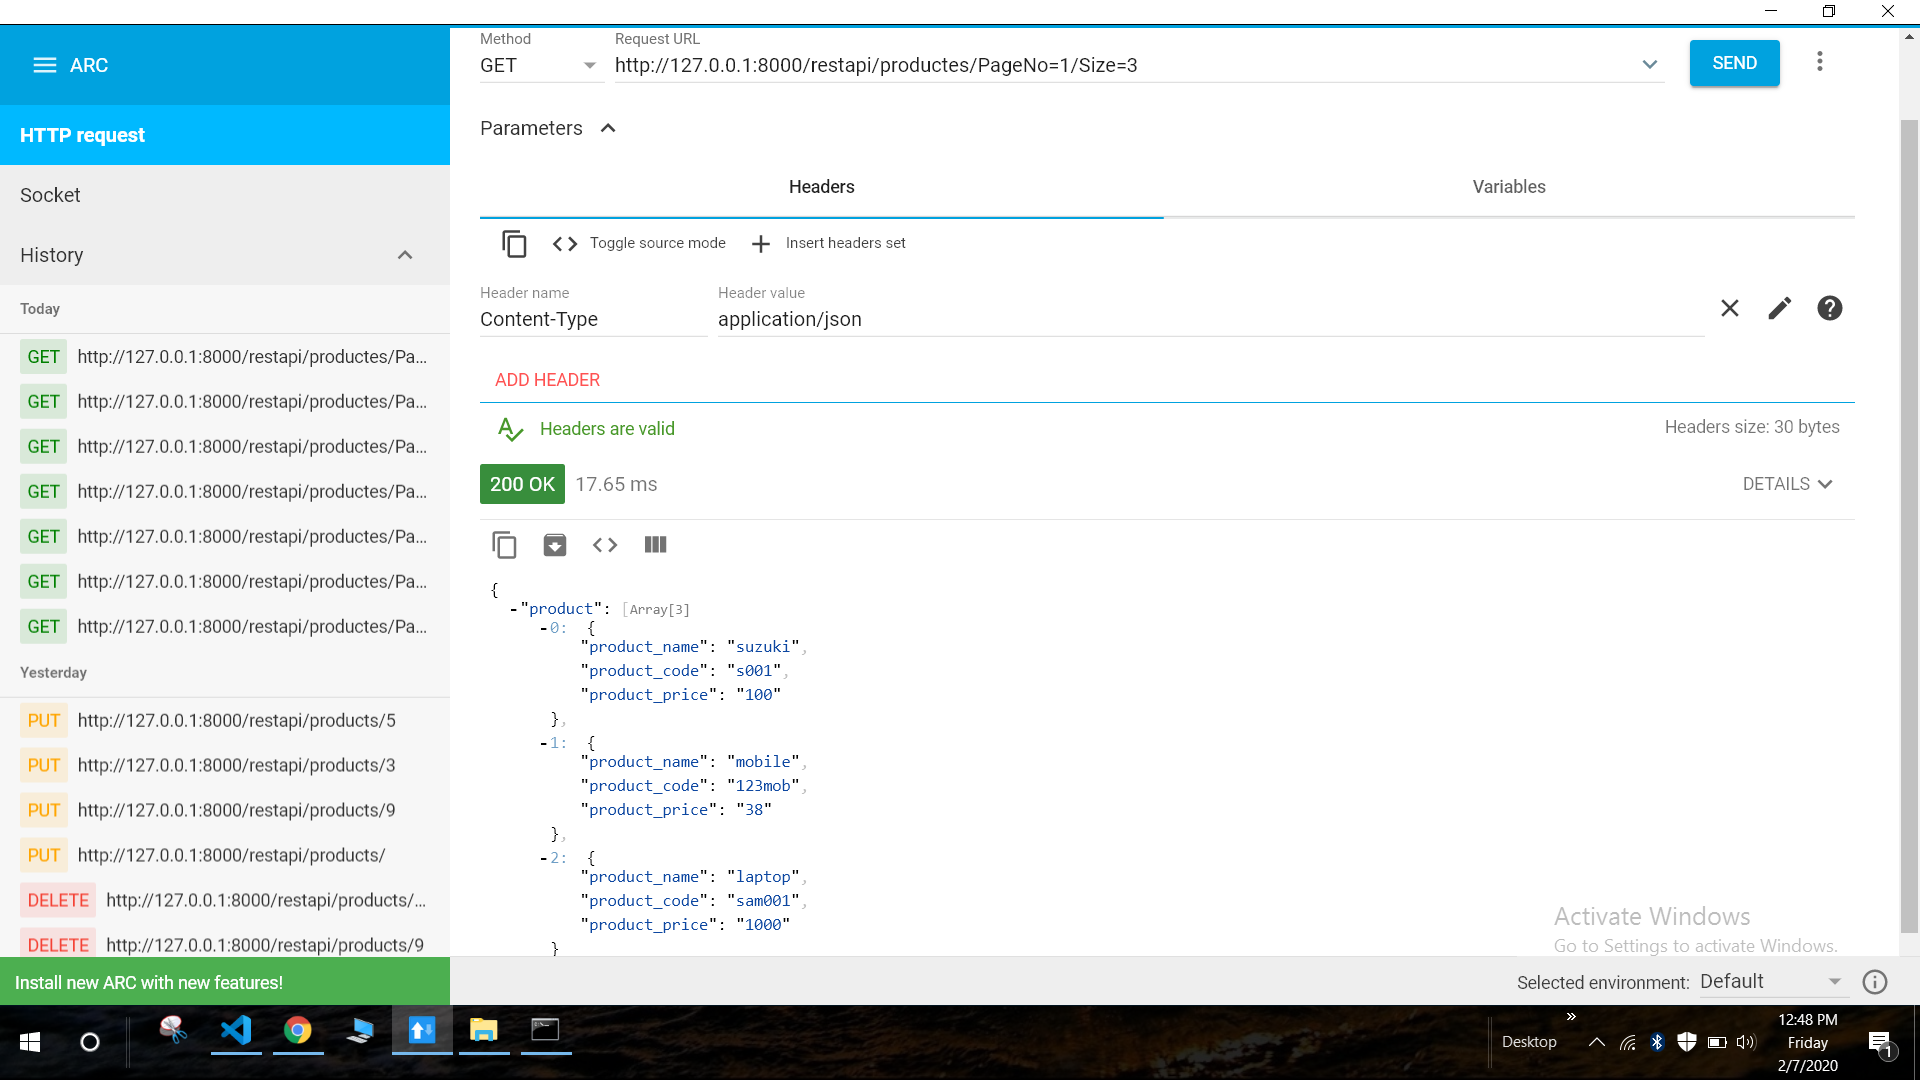 ARC
HTTP request
Socket
History
Today
GET http://127.0.0.1:8000/restapi/productes/Pa...
GET http://127.0.0.1:8000/restapi/productes/Pa...
GET http://127.0.0.1:8000/restapi/productes/Pa...
GET http://127.0.0.1:8000/restapi/productes/Pa...
GET http://127.0.0.1:8000/restapi/productes/Pa...
GET http://127.0.0.1:8000/restapi/productes/Pa...
GET http://127.0.0.1:8000/restapi/productes/Pa...
Yesterday
PUT http://127.0.0.1:8000/restapi/products/5
PUT http://127.0.0.1:8000/restapi/products/3
PUT http://127.0.0.1:8000/restapi/products/9
PUT http://127.0.0.1:8000/restapi/products/
DELETE http://127.0.0.1:8000/restapi/products/...
DELETE http://127.0.0.1:8000/restapi/products/9
Install new ARC with new features!
Method Request URL
GET http://127.0.0.1:8000/restapi/productes/PageNo=1/Size=3 SEND
Parameters
Headers Variables
Toggle source mode Insert headers set
Header name Header value
Content-Type application/json
ADD HEADER
Headers are valid Headers size: 30 bytes
200 OK 17.65 ms DETAILS
{
-"product": [Array[3]
-0: {
"product_name": "suzuki",
"product_code": "s001",
"product_price": "100"
},
-1: {
"product_name": "mobile",
"product_code": "123mob",
"product_price": "38"
},
-2: {
"product_name": "laptop",
"product_code": "sam001",
"product_price": "1000"
}
Activate Windows
Go to Settings to activate Windows.
Selected environment: Default
Desktop
12:48 PM
Friday
2/7/2020
1